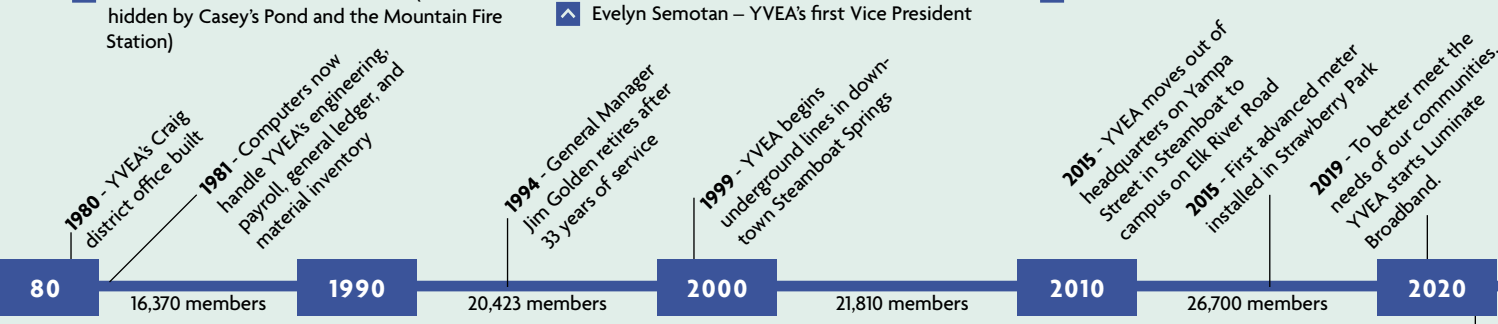 hidden by Casey's Pond and the Mountain Fire
Station)
Evelyn Semotan – YVEA's first Vice President
1980 - YVEA's Craig
district office built
1981 - Computers now
handle YVEA's engineering,
payroll, general ledger, and
material inventory
1994 - General Manager
Jim Golden retires after
33 years of service
1999 - YVEA begins
underground lines in down-
town Steamboat Springs
2015 - YVEA moves out of
headquarters on Yampa
Street in Steamboat to
campus on Elk River Road
2015 - First advanced meter
installed in Strawberry Park
2019 - To better meet the
needs of our communities,
YVEA starts Luminate
Broadband.
80
16,370 members
1990
20,423 members
2000
21,810 members
2010
26,700 members
2020